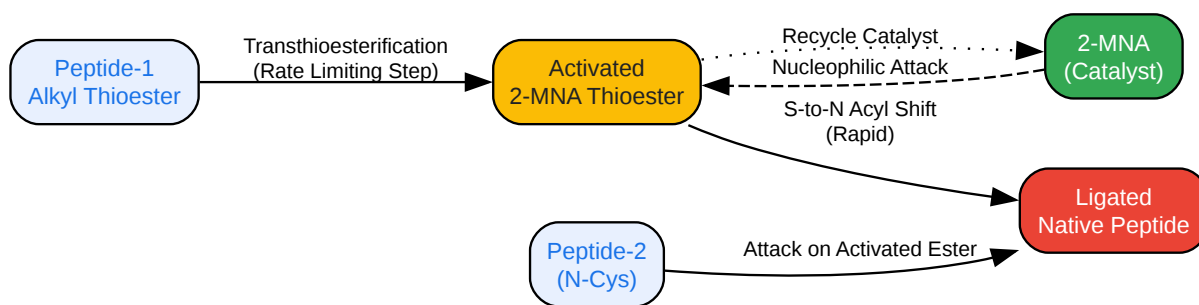 Peptide-1
Alkyl Thioester
Transthioesterification
(Rate Limiting Step)
Activated
2-MNA Thioester
Recycle Catalyst
Nucleophilic Attack
2-MNA
(Catalyst)
S-to-N Acyl Shift
(Rapid)
Ligated
Native Peptide
Peptide-2
(N-Cys)
Attack on Activated Ester